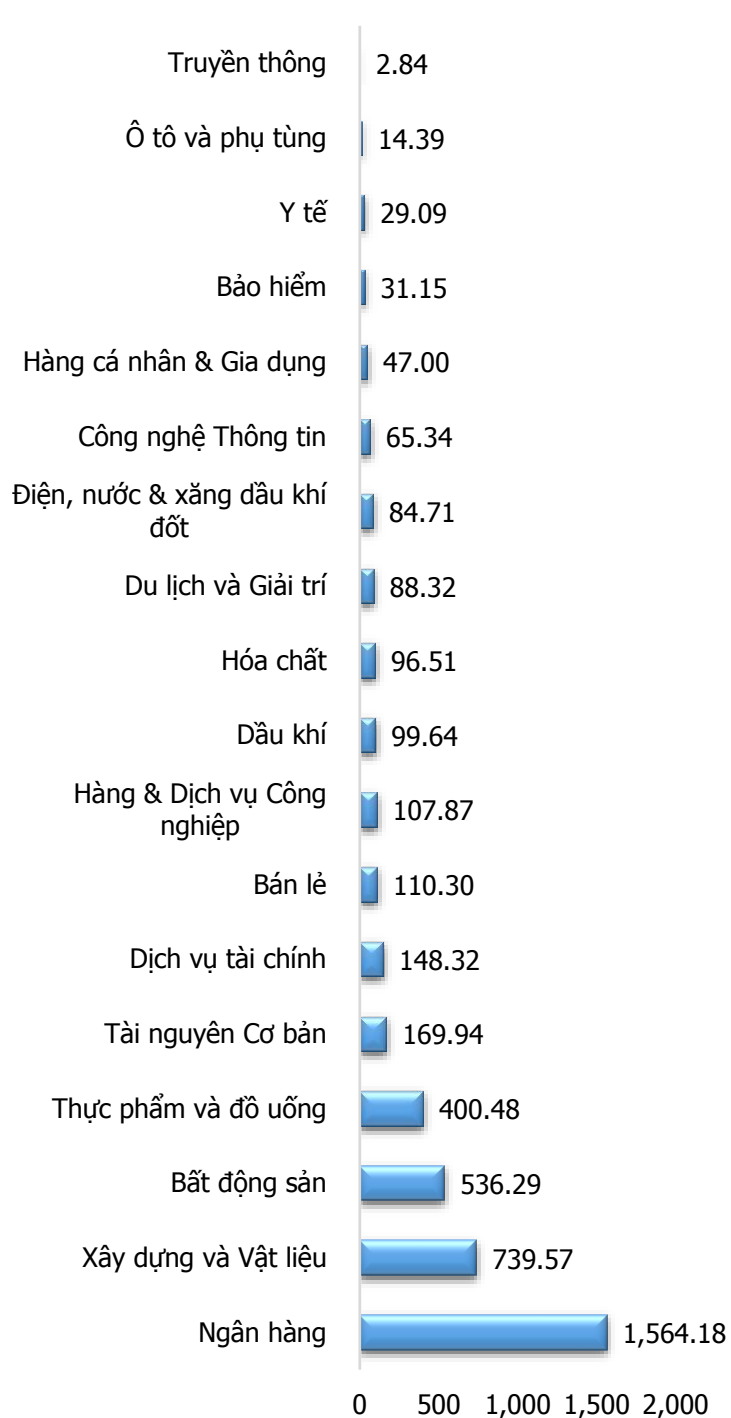 Truyền thông 2.84
Ô tô và phụ tùng 14.39
Y tế 29.09
Bảo hiểm 31.15
Hàng cá nhân & Gia dụng 47.00
Công nghệ Thông tin 65.34
Điện, nước & xăng dầu khí
đốt 84.71
Du lịch và Giải trí 88.32
Hóa chất 96.51
Dầu khí 99.64
Hàng & Dịch vụ Công
nghiệp 107.87
Bán lẻ 110.30
Dịch vụ tài chính 148.32
Tài nguyên Cơ bản 169.94
Thực phẩm và đồ uống 400.48
Bất động sản 536.29
Xây dựng và Vật liệu 739.57
Ngân hàng 1,564.18
0 500 1,000 1,500 2,000